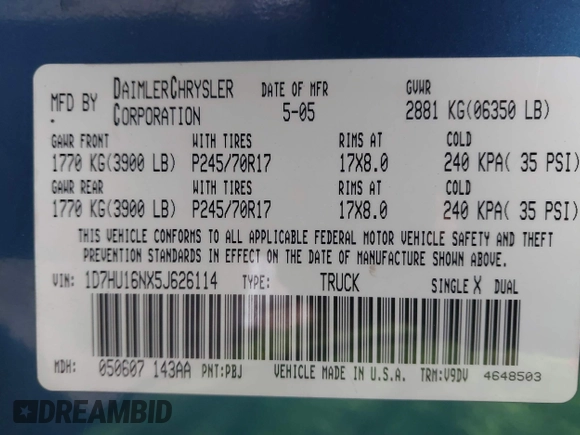 MFD BY DAIMLERCHRYSLER CORPORATION DATE OF MFR 5-05 GVWR 2881 KG(06350 LB)
GAWR FRONT WITH TIRES RIMS AT COLD
1770 KG(3900 LB) P245/70R17 17X8.0 240 KPA( 35 PSI)
GAWR REAR WITH TIRES RIMS AT COLD
1770 KG(3900 LB) P245/70R17 17X8.0 240 KPA( 35 PSI)
THIS VEHICLE CONFORMS TO ALL APPLICABLE FEDERAL MOTOR VEHICLE SAFETY AND THEFT
PREVENTION STANDARDS IN EFFECT ON THE DATE OF MANUFACTURE SHOWN ABOVE.
VIN: 1D7HU16NX5J626114 TYPE: TRUCK SINGLE X DUAL
MDH: 050607 143AA PNT:PBJ VEHICLE MADE IN U.S.A. TRM:V9DV 4648503
DREAMBID